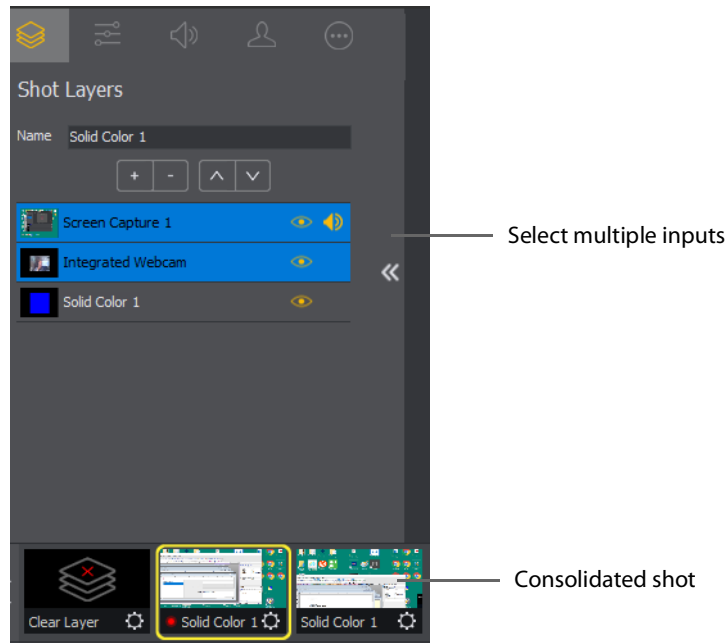 Shot Layers
Name Solid Color 1
+ -
Screen Capture 1
Select multiple inputs
Integrated Webcam
Solid Color 1
Consolidated shot
Clear Layer Solid Color 1 Solid Color 1